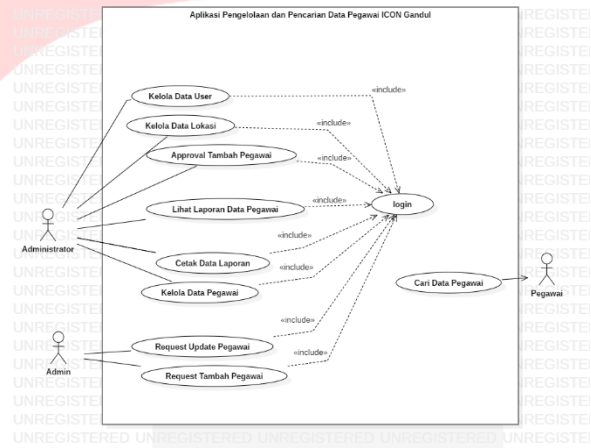 Aplikasi Pengelolaan dan Pencarian Data Pegawai ICON Gandul
Kelola Data User
«include»
Kelola Data Lokasi
«include»
Approval Tambah Pegawai
«include»
Lihat Laporan Data Pegawai
«include»
login
Administrator
«include»
Cetak Data Laporan
«include»
Kelola Data Pegawai
Cari Data Pegawai
Pegawai
«include»
Request Update Pegawai
«include»
Request Tambah Pegawai
Admin
UNREGISTERED UNREGISTERED UNREGISTERED UNREGISTERED